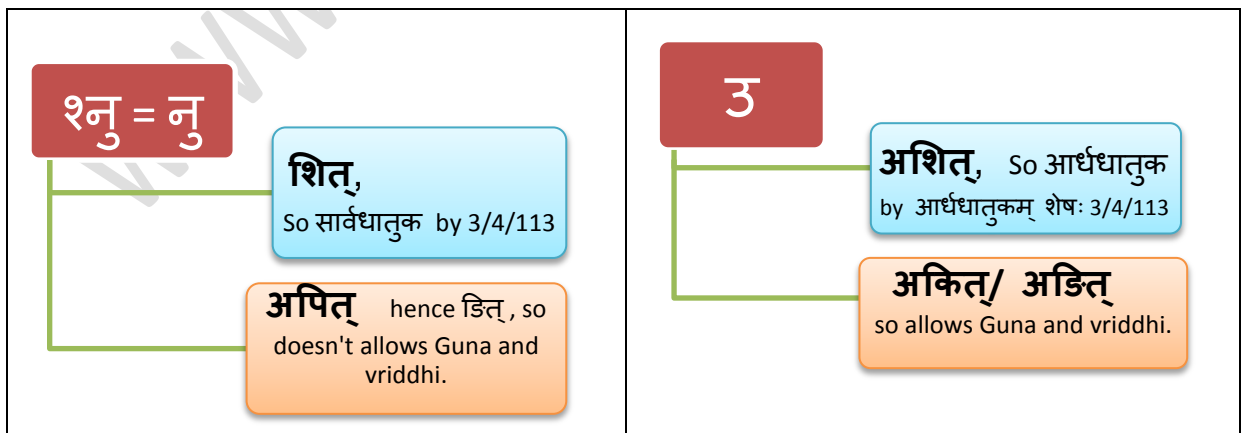 श्नु = नु
शित्,
So सार्वधातुक by 3/4/113
अपित् hence ङित् , so
doesn't allows Guna and
vriddhi.
उ
अशित्, So आर्धधातुक
by आर्धधातुकम् शेषः 3/4/113
अकित्/ अङित्
so allows Guna and vriddhi.